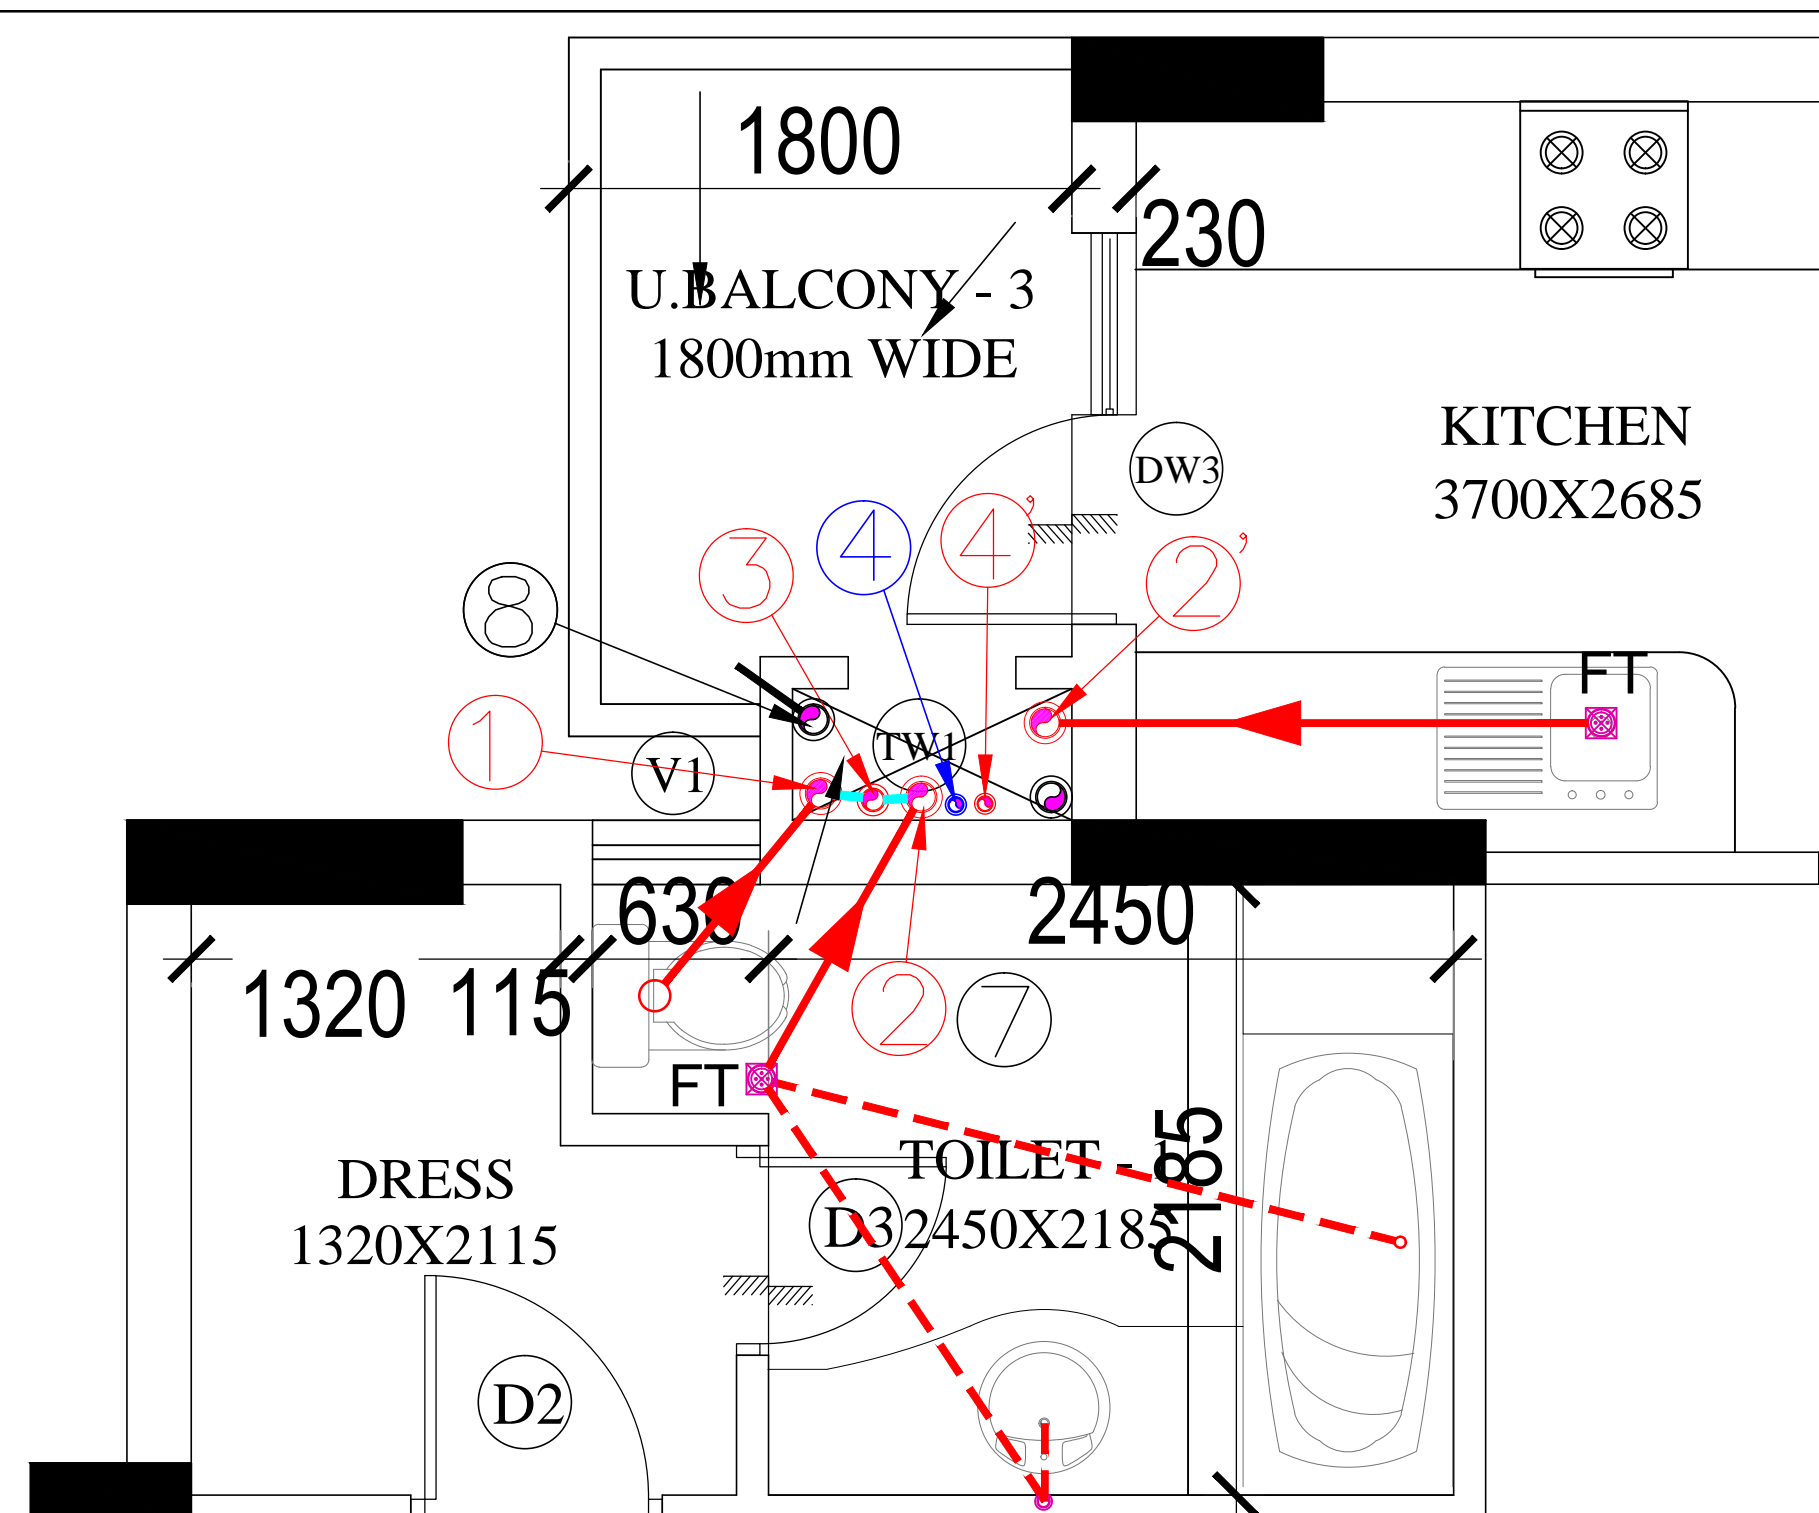 1800
230
U.BALCONY - 3
1800mm WIDE
KITCHEN
3700X2685
DW3
4'
4
3
2'
8
FT
1
TW1
V1
630
2450
1320
115
2
7
FT
TOILET - 1
2450X2185
2185
DRESS
1320X2115
D3
D2